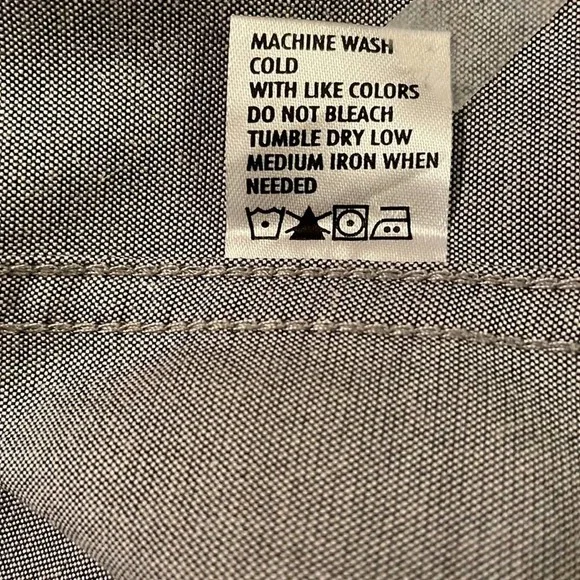 MACHINE WASH
COLD
WITH LIKE COLORS
DO NOT BLEACH
TUMBLE DRY LOW
MEDIUM IRON WHEN
NEEDED